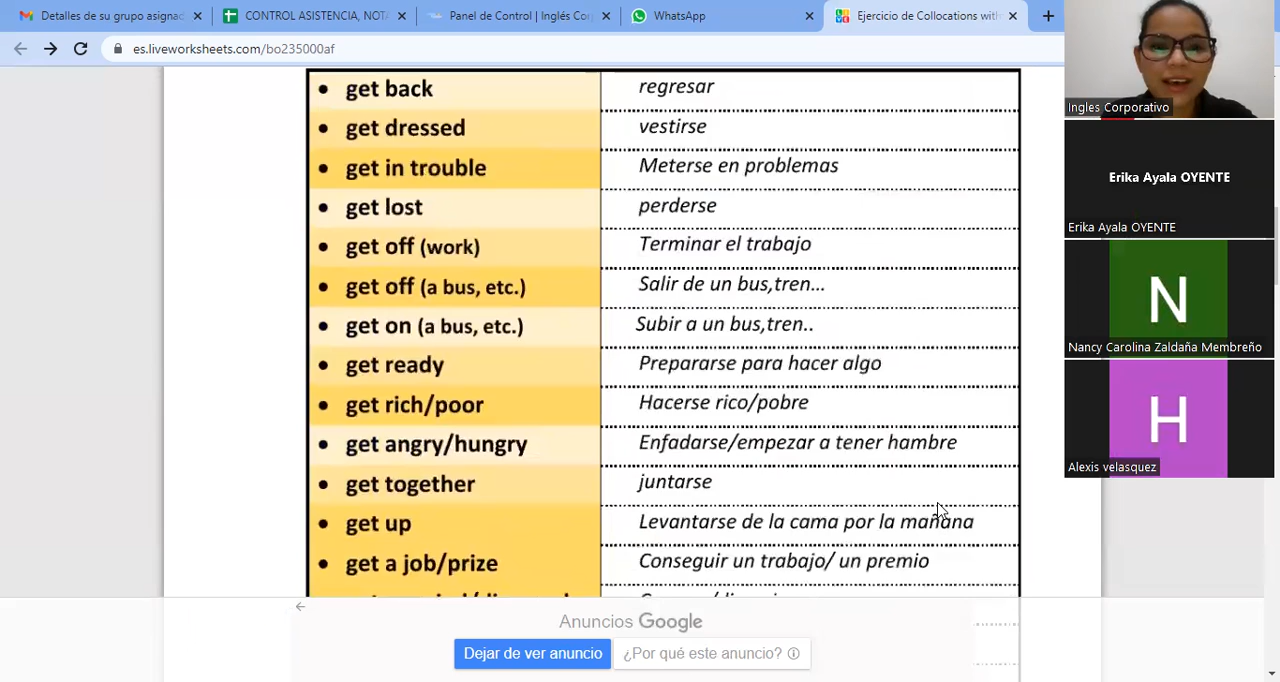 Detalles de su grupo asignad
CONTROL ASISTENCIA, NOTA
Panel de Control | Inglés Corp
WhatsApp
Ejercicio de Collocations with
es.liveworksheets.com/bo235000af
get back regresar
get dressed vestirse
get in trouble Meterse en problemas
get lost perderse
get off (work) Terminar el trabajo
get off (a bus, etc.) Salir de un bus,tren...
get on (a bus, etc.) Subir a un bus,tren..
get ready Prepararse para hacer algo
get rich/poor Hacerse rico/pobre
get angry/hungry Enfadarse/empezar a tener hambre
get together juntarse
get up Levantarse de la cama por la mañana
get a job/prize Conseguir un trabajo/ un premio
Anuncios Google
Dejar de ver anuncio
¿Por qué este anuncio?
Ingles Corporativo
Erika Ayala OYENTE
Erika Ayala OYENTE
N
Nancy Carolina Zaldaña Membreño
H
Alexis velasquez